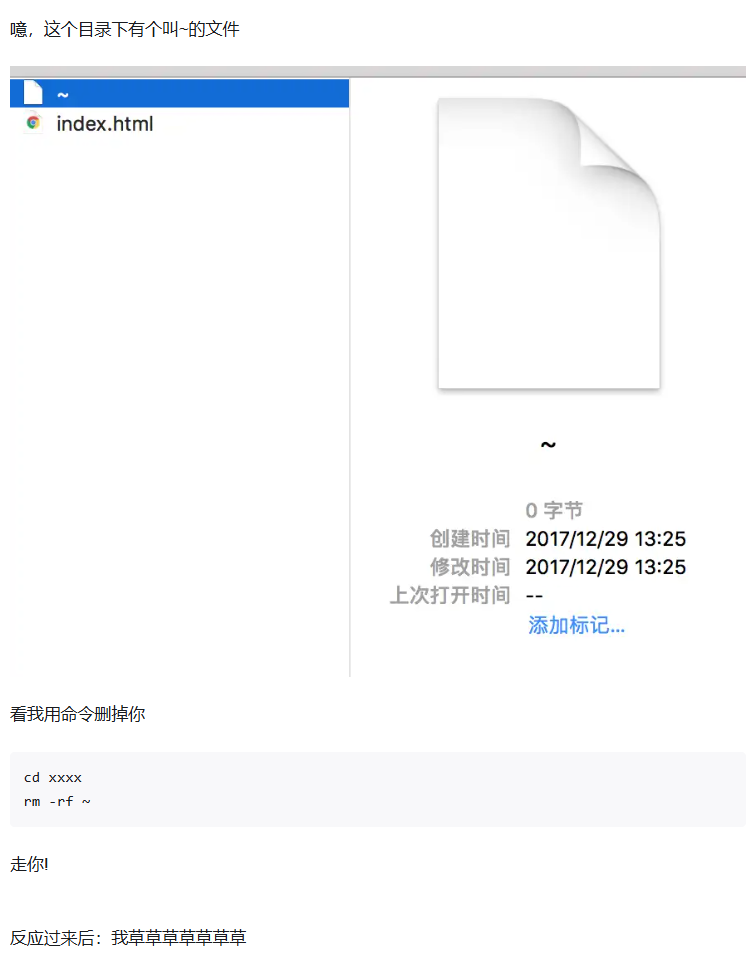 噫，这个目录下有个叫~的文件
~
index.html
~
0 字节
创建时间 2017/12/29 13:25
修改时间 2017/12/29 13:25
上次打开时间 --
添加标记...
看我用命令删掉你
cd xxxx
rm -rf ~
走你!
反应过来后：我草草草草草草草